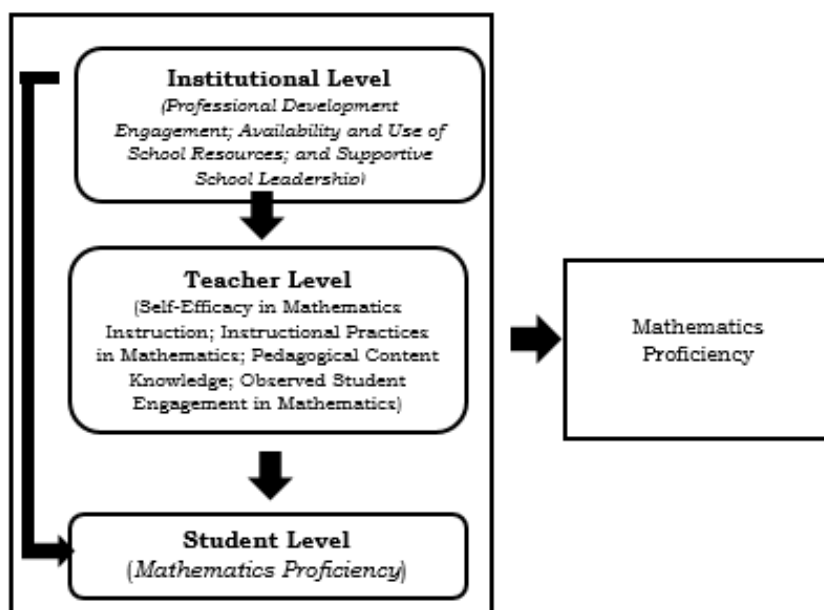 Institutional Level
(Professional Development
Engagement; Availability and Use of
School Resources; and Supportive
School Leadership)
Teacher Level
(Self-Efficacy in Mathematics
Instruction; Instructional Practices
in Mathematics; Pedagogical Content
Knowledge; Observed Student
Engagement in Mathematics)
Mathematics
Proficiency
Student Level
(Mathematics Proficiency)